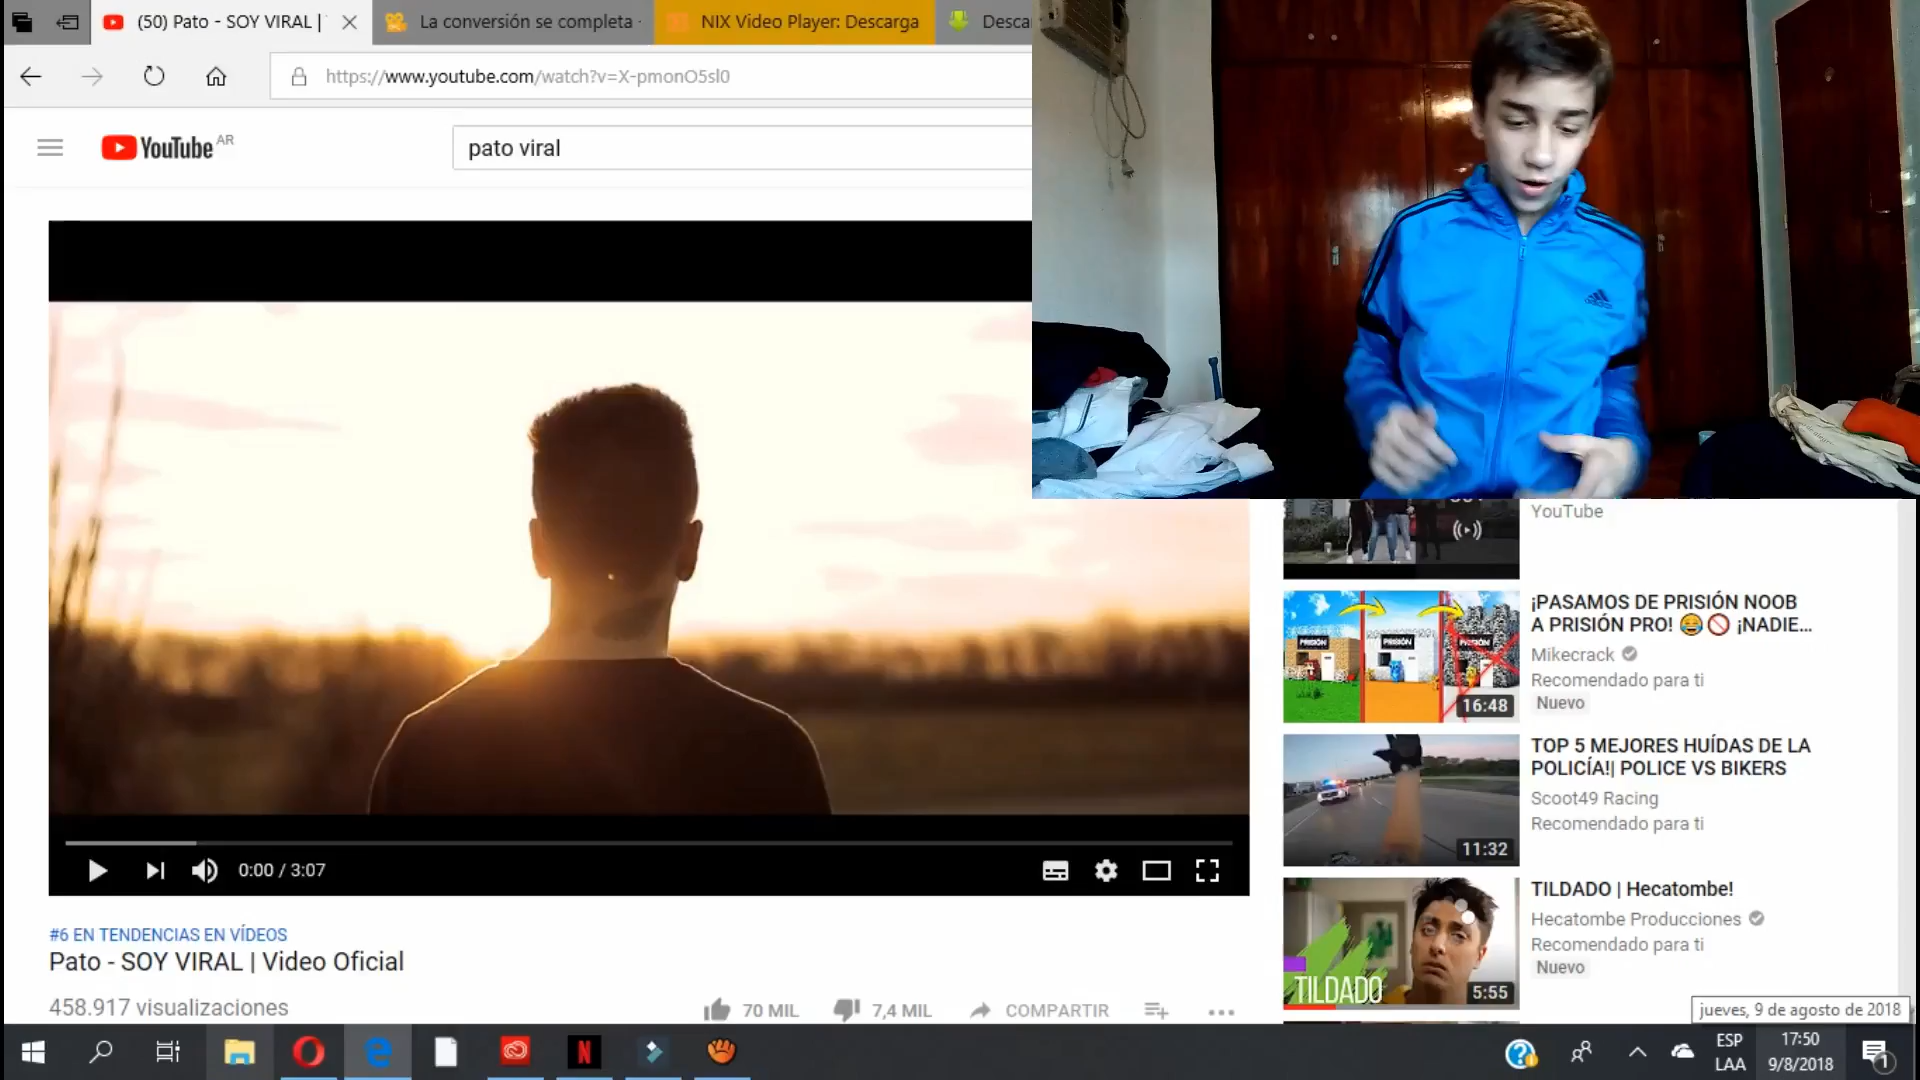 (50) Pato - SOY VIRAL |
La conversión se completa
NIX Video Player: Descarga
Desca
https://www.youtube.com/watch?v=X-pmonO5sl0
YouTube AR
pato viral
adidas
YouTube
¡PASAMOS DE PRISIÓN NOOB
A PRISIÓN PRO! 😂🚫 ¡NADIE...
Mikecrack
Recomendado para ti
Nuevo
PRISIÓN
PRISIÓN
PRISIÓN
16:48
TOP 5 MEJORES HUÍDAS DE LA
POLICÍA!| POLICE VS BIKERS
Scoot49 Racing
Recomendado para ti
11:32
TILDADO | Hecatombe!
Hecatombe Producciones
Recomendado para ti
Nuevo
TILDADO
5:55
0:00 / 3:07
#6 EN TENDENCIAS EN VÍDEOS
Pato - SOY VIRAL | Video Oficial
458.917 visualizaciones
70 MIL
7,4 MIL
COMPARTIR
jueves, 9 de agosto de 2018
N
ESP
LAA
17:50
9/8/2018
1